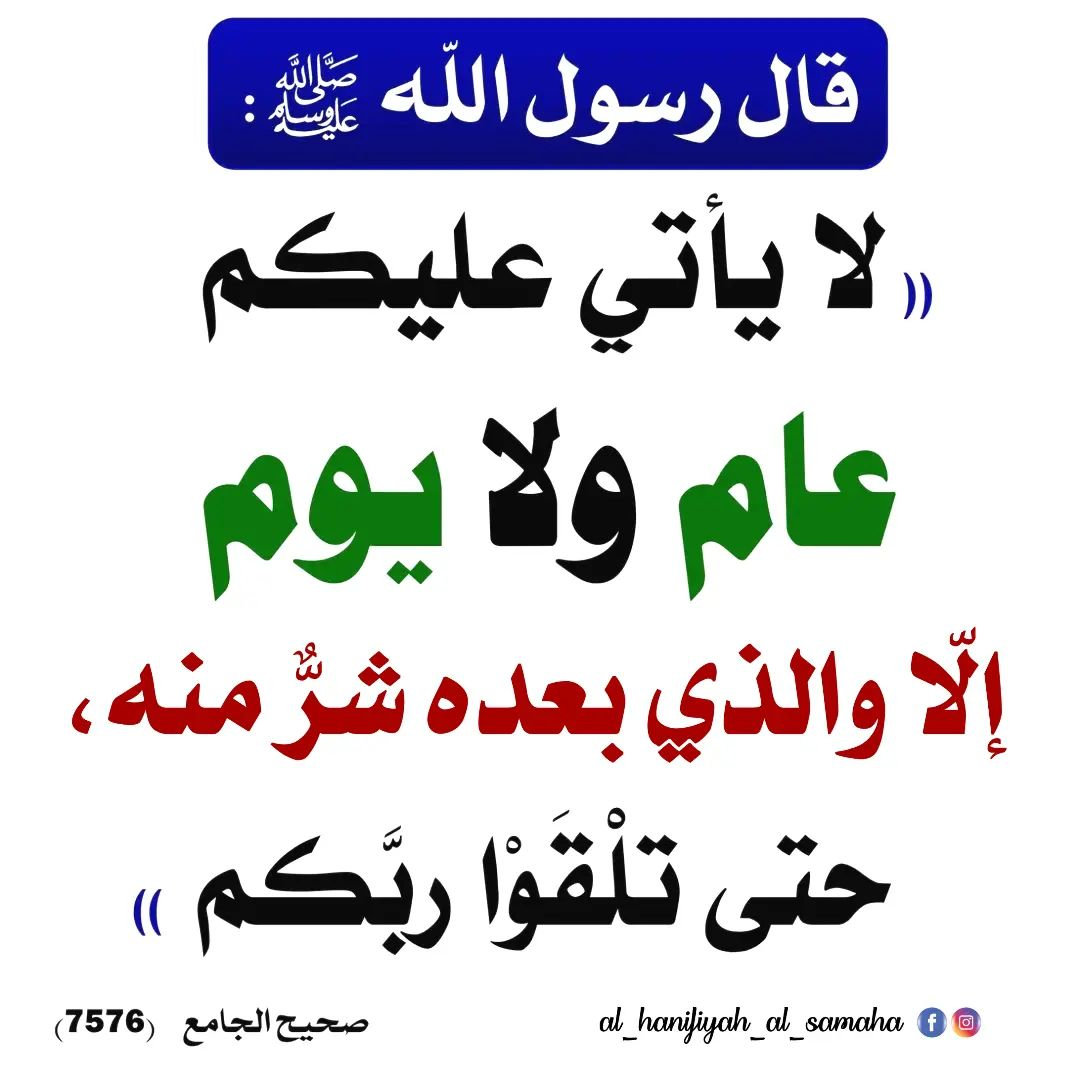 قال رسول الله ﷺ :
(( لا يأتي عليكم
عام ولا يوم
إلّا والذي بعده شرٌّ منه،
حتى تلْقَوْا ربَّكم ))
صحيح الجامع (7576)
al_hanifiyah_al_samaha